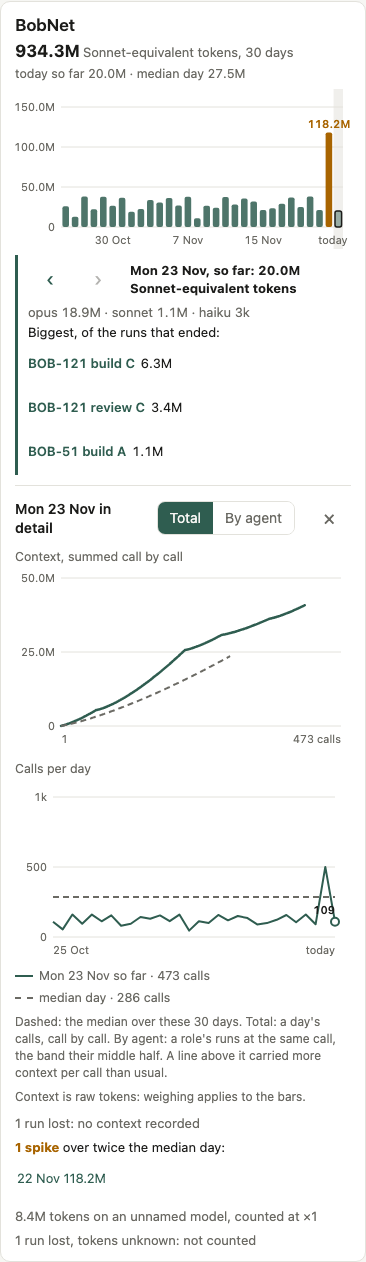 BobNet
934.3M Sonnet-equivalent tokens, 30 days
today so far 20.0M · median day 27.5M
150.0M
118.2M
100.0M
50.0M
0
30 Oct 7 Nov 15 Nov today
‹ › Mon 23 Nov, so far: 20.0M
Sonnet-equivalent tokens
opus 18.9M · sonnet 1.1M · haiku 3k
Biggest, of the runs that ended:
BOB-121 build C 6.3M
BOB-121 review C 3.4M
BOB-51 build A 1.1M
Mon 23 Nov in
detail
Total By agent ×
Context, summed call by call
50.0M
25.0M
0
1 473 calls
Calls per day
1k
500
109
0
25 Oct today
Mon 23 Nov so far · 473 calls
median day · 286 calls
Dashed: the median over these 30 days. Total: a day's
calls, call by call. By agent: a role's runs at the same call,
the band their middle half. A line above it carried more
context per call than usual.
Context is raw tokens: weighing applies to the bars.
1 run lost: no context recorded
1 spike over twice the median day:
22 Nov 118.2M
8.4M tokens on an unnamed model, counted at ×1
1 run lost, tokens unknown: not counted